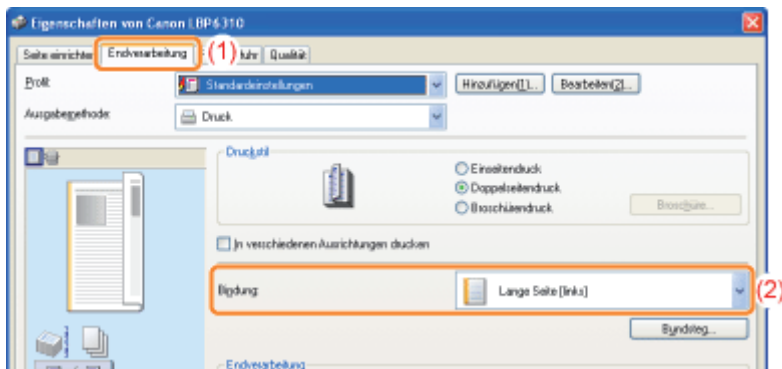 Eigenschaften von Canon LBP6310
Seite einrichten Endverarbeitung (1) fuhr Qualität
Profil: Standardeinstellungen Hinzufügen[1]... Bearbeiten[2]...
Ausgabemethode: Druck
Druckstil
Einseitendruck
Doppelseitendruck
Broschürendruck Broschüre...
In verschiedenen Ausrichtungen drucken
Bindung: Lange Seite [links] (2)
Bundsteg...
Endverarbeitung